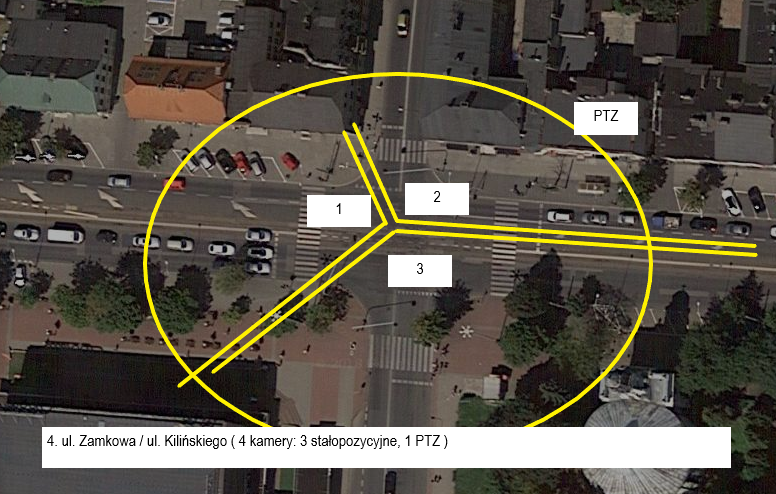 PTZ
2
1
3
4. ul. Zamkowa / ul. Kilińskiego ( 4 kamery: 3 stałopozycyjne, 1 PTZ )